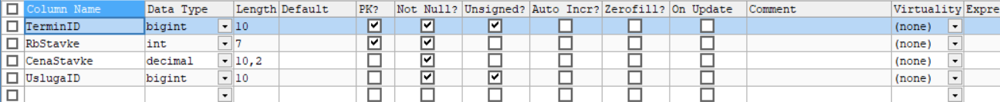 Column Name Data Type Length Default PK? Not Null? Unsigned? Auto Incr? Zerofill? On Update Comment Virtuality Expre
TerminID bigint 10 (none)
RbStavke int 7 (none)
CenaStavke decimal 10,2 (none)
UslugaID bigint 10 (none)